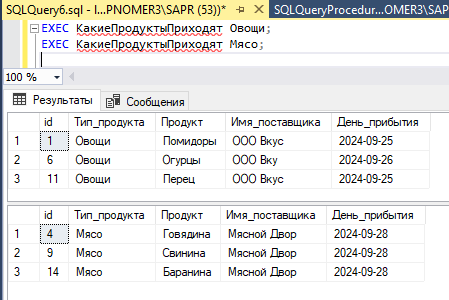 SQLQuery6.sql - I...PNOMER3\SAPR (53))* SQLQueryProcedur...OMER3\SAP
EXEC КакиеПродуктыПриходят Овощи;
EXEC КакиеПродуктыПриходят Мясо;
100 %
Результаты Сообщения
id Тип_продукта Продукт Имя_поставщика День_прибытия
1 1 Овощи Помидоры ООО Вкус 2024-09-25
2 6 Овощи Огурцы ООО Вку 2024-09-26
3 11 Овощи Перец ООО Вкус 2024-09-25
id Тип_продукта Продукт Имя_поставщика День_прибытия
1 4 Мясо Говядина Мясной Двор 2024-09-28
2 9 Мясо Свинина Мясной Двор 2024-09-28
3 14 Мясо Баранина Мясной Двор 2024-09-28